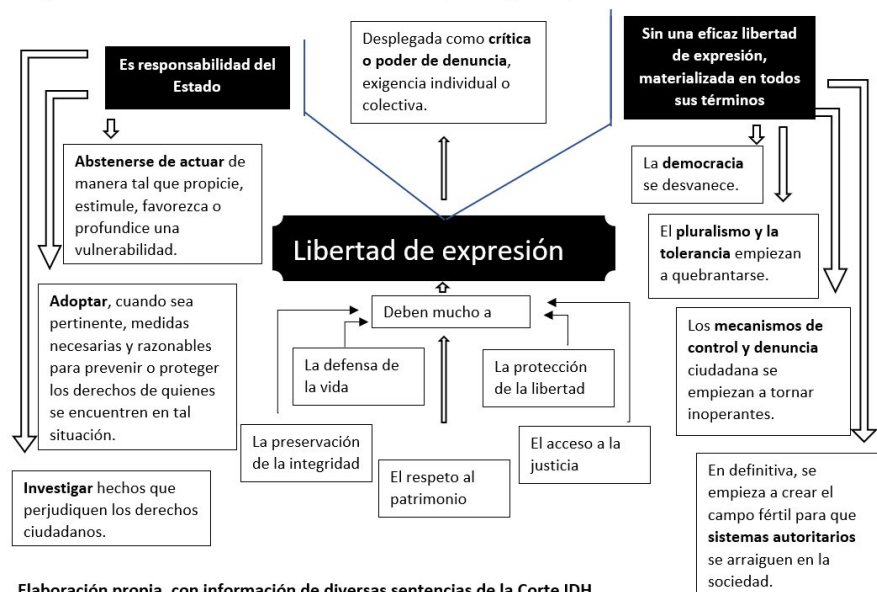 Es responsabilidad del
Estado
Abstenerse de actuar de
manera tal que propicie,
estimule, favorezca o
profundice una
vulnerabilidad.
Adoptar, cuando sea
pertinente, medidas
necesarias y razonables
para prevenir o proteger
los derechos de quienes
se encuentren en tal
situación.
Investigar hechos que
perjudiquen los derechos
ciudadanos.
Desplegada como crítica
o poder de denuncia,
exigencia individual o
colectiva.
Libertad de expresión
Deben mucho a
La defensa de
la vida
La protección
de la libertad
La preservación
de la integridad
El respeto al
patrimonio
El acceso a la
justicia
Sin una eficaz libertad
de expresión,
materializada en todos
sus términos
La democracia
se desvanece.
El pluralismo y la
tolerancia empiezan
a quebrantarse.
Los mecanismos de
control y denuncia
ciudadana se
empiezan a tornar
inoperantes.
En definitiva, se
empieza a crear el
campo fértil para que
sistemas autoritarios
se arraiguen en la
sociedad.
Elaboración propia, con información de diversas sentencias de la Corte IDH